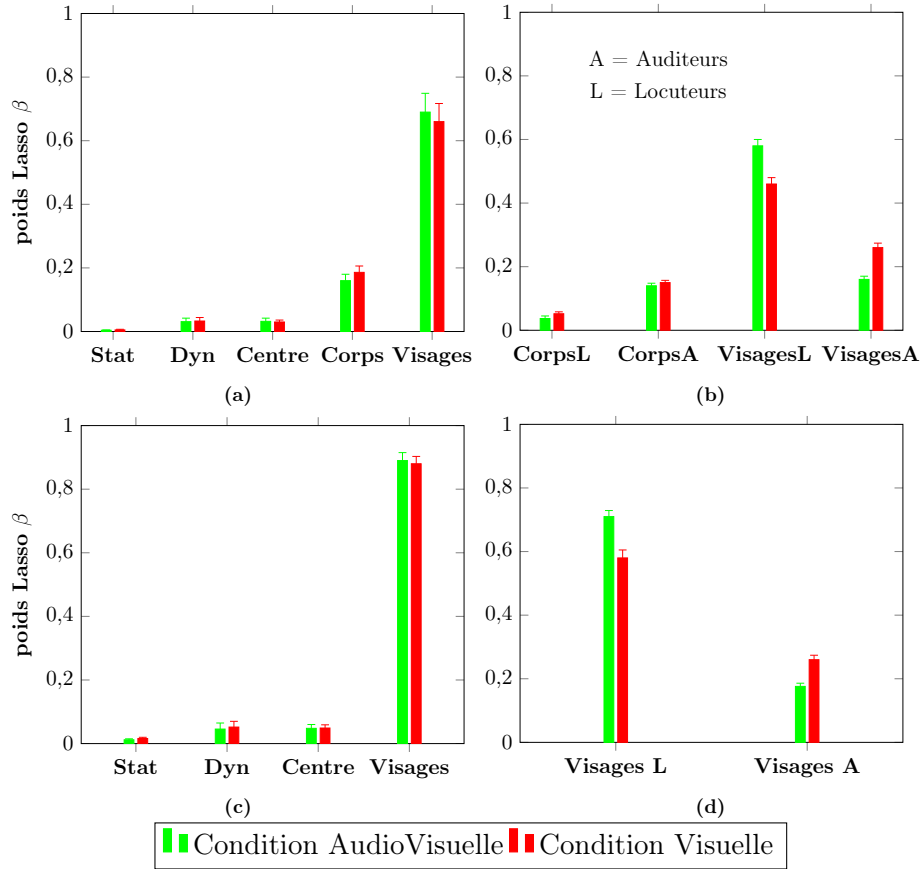 1
0,8
0,6
0,4
0,2
0
poids Lasso β
Stat Dyn Centre Corps Visages
(a)
1
0,8
0,6
0,4
0,2
0
A = Auditeurs
L = Locuteurs
CorpsL CorpsA VisagesL VisagesA
(b)
1
0,8
0,6
0,4
0,2
0
poids Lasso β
Stat Dyn Centre Visages
(c)
1
0,8
0,6
0,4
0,2
0
Visages L Visages A
(d)
Condition AudioVisuelle Condition Visuelle